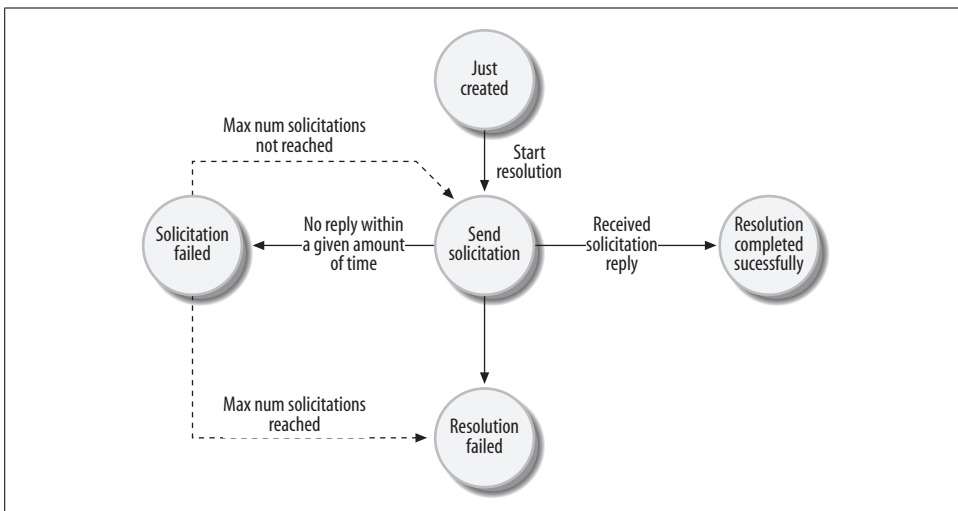 Just
created
Max num solicitations
not reached
Start
resolution
Solicitation
failed
No reply within
a given amount
of time
Send
solicitation
Received
solicitation
reply
Resolution
completed
sucessfully
Max num solicitations
reached
Resolution
failed